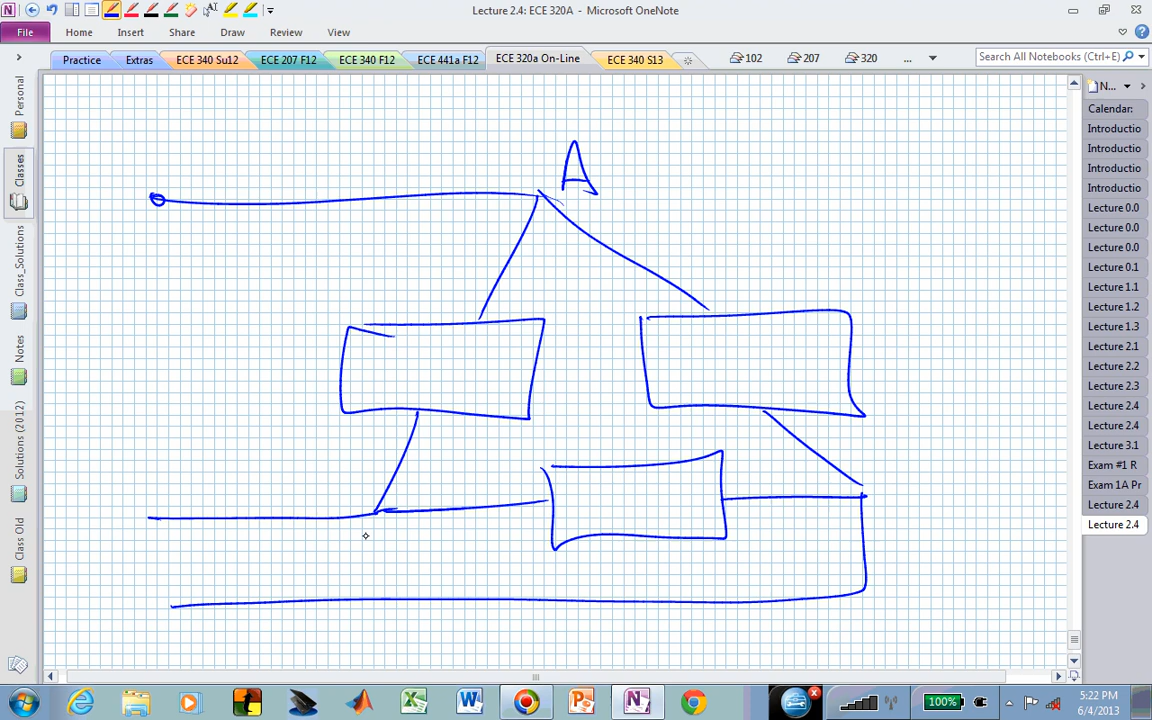 Lecture 2.4: ECE 320A - Microsoft OneNote
File Home Insert Share Draw Review View
Practice Extras ECE 340 Su12 ECE 207 F12 ECE 340 F12 ECE 441a F12 ECE 320a On-Line ECE 340 S13 102 207 320 ... Search All Notebooks (Ctrl+E)
Personal
Classes
Class_Solutions
Notes
Solutions (2012)
Class Old
A
N...
Calendar:
Introductio
Introductio
Introductio
Introductio
Lecture 0.0
Lecture 0.0
Lecture 0.0
Lecture 0.1
Lecture 1.1
Lecture 1.2
Lecture 1.3
Lecture 2.1
Lecture 2.2
Lecture 2.3
Lecture 2.4
Lecture 2.4
Lecture 3.1
Exam #1 R
Exam 1A Pr
Lecture 2.4
Lecture 2.4
100%
5:22 PM
6/4/2013